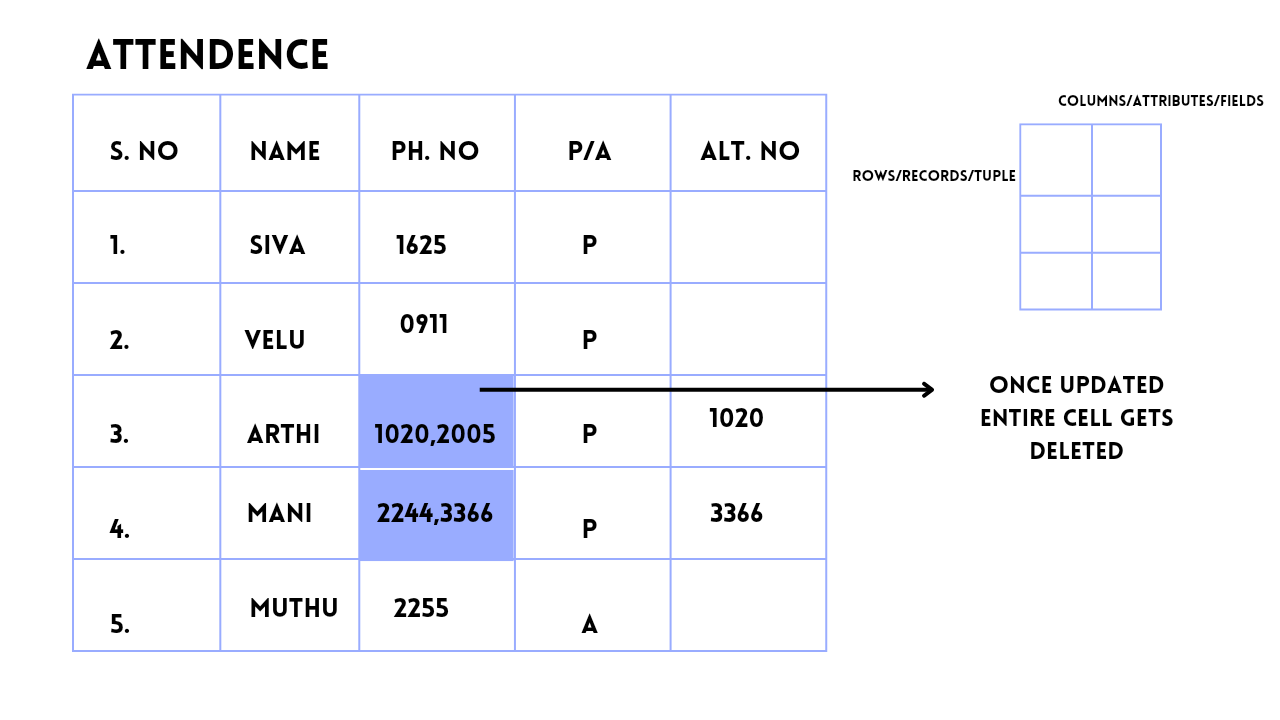 ATTENDENCE
COLUMNS/ATTRIBUTES/FIELDS
S. NO NAME PH. NO P/A ALT. NO
ROWS/RECORDS/TUPLE
1. SIVA 1625 P
2. VELU 0911 P
3. ARTHI 1020,2005 P 1020
4. MANI 2244,3366 P 3366
5. MUTHU 2255 A
ONCE UPDATED
ENTIRE CELL GETS
DELETED